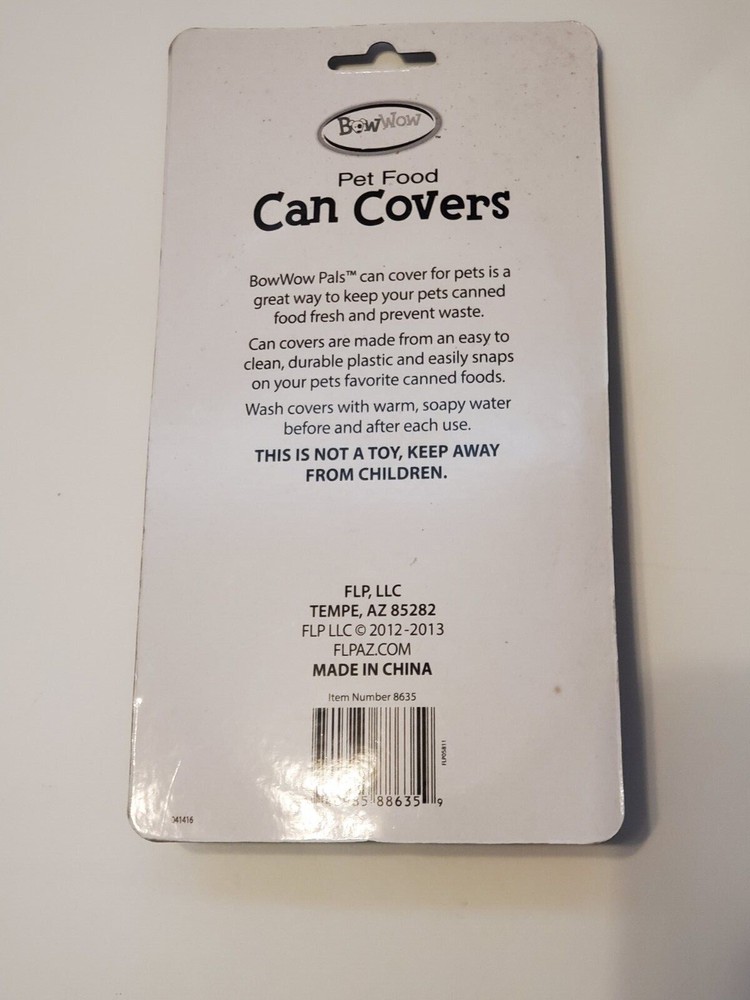 BowWow
Pet Food
Can Covers
BowWow Pals™ can cover for pets is a
great way to keep your pets canned
food fresh and prevent waste.
Can covers are made from an easy to
clean, durable plastic and easily snaps
on your pets favorite canned foods.
Wash covers with warm, soapy water
before and after each use.
THIS IS NOT A TOY, KEEP AWAY
FROM CHILDREN.
FLP, LLC
TEMPE, AZ 85282
FLP LLC © 2012-2013
FLPAZ.COM
MADE IN CHINA
Item Number 8635
88635 9